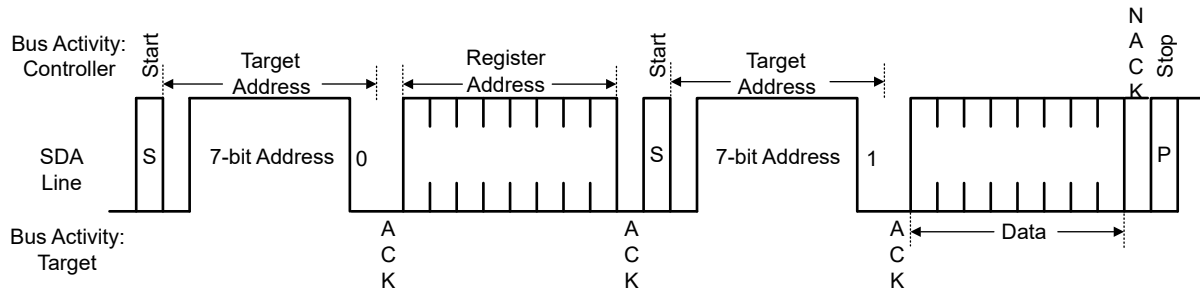 Bus Activity:
Controller
Start
Target
Address
Register
Address
Start
Target
Address
N
A
C
K
Stop
SDA
Line
S
7-bit Address
0
S
7-bit Address
1
P
Bus Activity:
Target
A
C
K
A
C
K
A
C
K
Data